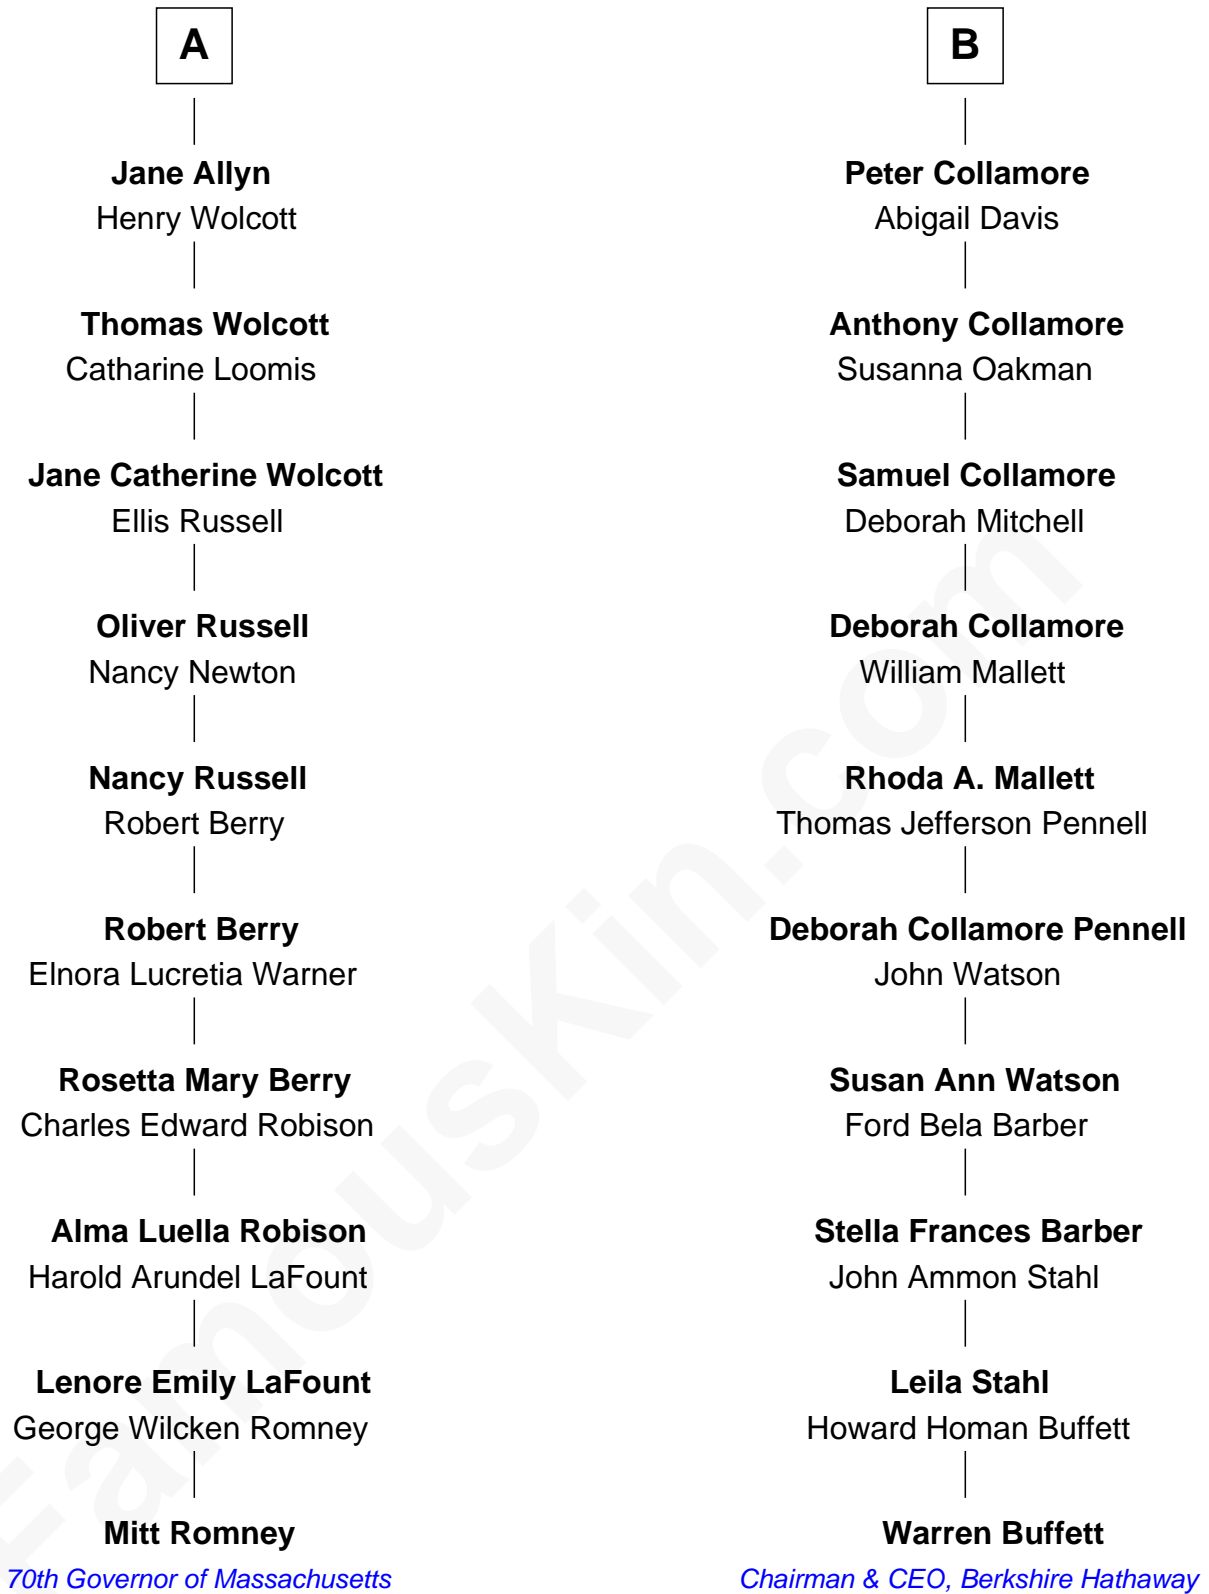 A
Jane Allyn
Henry Wolcott
Thomas Wolcott
Catharine Loomis
Jane Catherine Wolcott
Ellis Russell
Oliver Russell
Nancy Newton
Nancy Russell
Robert Berry
Robert Berry
Elnora Lucretia Warner
Rosetta Mary Berry
Charles Edward Robison
Alma Luella Robison
Harold Arundel LaFount
Lenore Emily LaFount
George Wilcken Romney
Mitt Romney
70th Governor of Massachusetts
B
Peter Collamore
Abigail Davis
Anthony Collamore
Susanna Oakman
Samuel Collamore
Deborah Mitchell
Deborah Collamore
William Mallett
Rhoda A. Mallett
Thomas Jefferson Pennell
Deborah Collamore Pennell
John Watson
Susan Ann Watson
Ford Bela Barber
Stella Frances Barber
John Ammon Stahl
Leila Stahl
Howard Homan Buffett
Warren Buffett
Chairman & CEO, Berkshire Hathaway
FamousKin.com